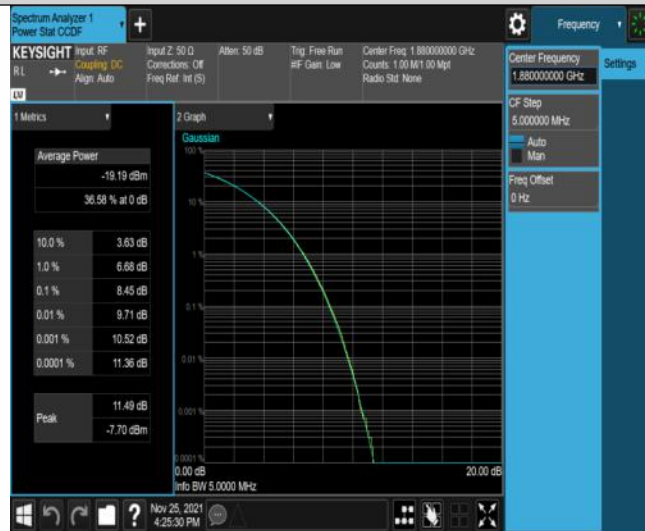 Spectrum Analyzer 1
Power Stat CCDF
+
Frequency
KEYSIGHT
RL
LXI
Input: RF
Coupling: DC
Align: Auto
Input Z: 50 Ω
Corrections: Off
Freq Ref: Int (S)
Atten: 50 dB
Trig: Free Run
#IF Gain: Low
Center Freq: 1.880000000 GHz
Counts: 1.00 M/1.00 Mpt
Radio Std: None
Center Frequency
1.880000000 GHz
Settings
CF Step
5.000000 MHz
Auto
Man
Freq Offset
0 Hz
1 Metrics
Average Power
-19.19 dBm
36.58 % at 0 dB
10.0 % 3.63 dB
1.0 % 6.68 dB
0.1 % 8.45 dB
0.01 % 9.71 dB
0.001 % 10.52 dB
0.0001 % 11.36 dB
Peak
11.49 dB
-7.70 dBm
2 Graph
Gaussian
100 %
10 %
1 %
0.1 %
0.01 %
0.001 %
0.0001 %
0.00 dB 20.00 dB
Info BW 5.0000 MHz
?
Nov 25, 2021
4:25:30 PM